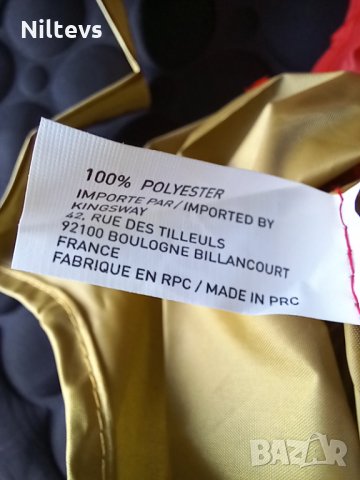 Niltevs
100% POLYESTER
IMPORTE PAR / IMPORTED BY
KINGSWAY
42, RUE DES TILLEULS
92100 BOULOGNE BILLANCOURT
FRANCE
FABRIQUE EN RPC / MADE IN PRC
BAZAR